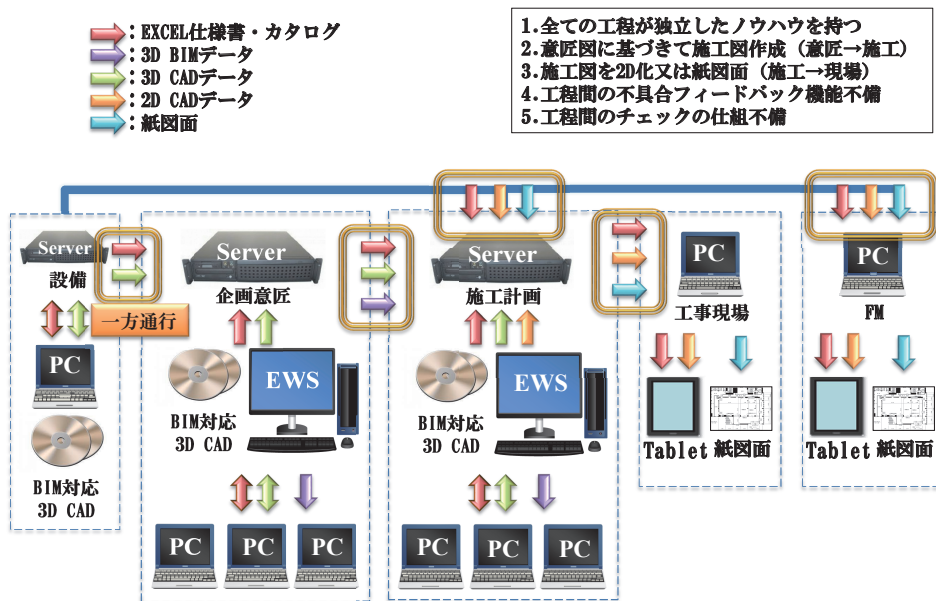 ：EXCEL仕様書・カタログ
：3D BIMデータ
：3D CADデータ
：2D CADデータ
：紙図面
1.全ての工程が独立したノウハウを持つ
2.意匠図に基づきて施工図作成（意匠→施工）
3.施工図を2D化又は紙図面（施工→現場）
4.工程間の不具合フィードバック機能不備
5.工程間のチェックの仕組不備
Server
設備
一方通行
PC
BIM対応
3D CAD
Server
企画意匠
BIM対応
3D CAD
EWS
PC
PC
PC
Server
施工計画
BIM対応
3D CAD
EWS
PC
PC
PC
PC
工事現場
Tablet
紙図面
PC
FM
Tablet
紙図面